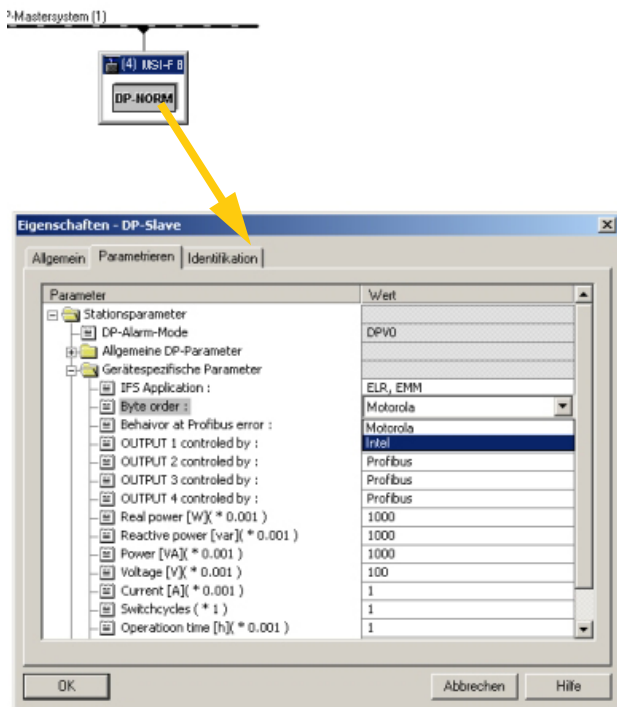 P-Mastersystem (1)
(4) MSI-F B
DP-NORM
Eigenschaften - DP-Slave
Allgemein Parametrieren Identifikation
Parameter Wert
Stationsparameter
DP-Alarm-Mode DPV0
Allgemeine DP-Parameter
Gerätespezifische Parameter
IFS Application : ELR, EMM
Byte order : Motorola
Behaivor at Profibus error : Motorola
OUTPUT 1 controled by : Intel
OUTPUT 2 controled by : Profibus
OUTPUT 3 controled by : Profibus
OUTPUT 4 controled by : Profibus
Real power [W]( * 0.001 ) 1000
Reactive power [var]( * 0.001 ) 1000
Power [VA]( * 0.001 ) 1000
Voltage [V]( * 0.001 ) 100
Current [A]( * 0.001 ) 1
Switchcycles ( * 1 ) 1
Operatioon time [h]( * 0.001 ) 1
OK Abbrechen Hilfe